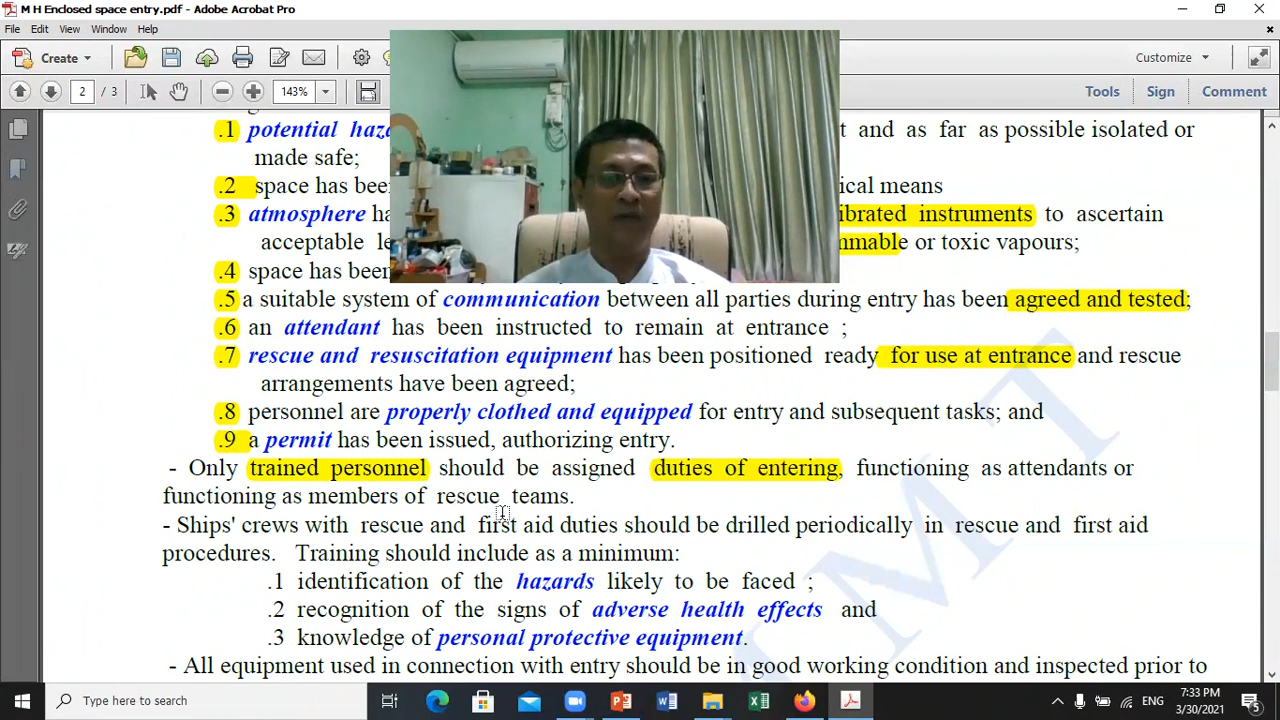 M H Enclosed space entry.pdf - Adobe Acrobat Pro
File Edit View Window Help
Create Customize
2 / 3 143% Tools Sign Comment
.1 potential and as far as possible isolated or
made safe;
.2 space has been
.3 atmosphere instruments to ascertain
acceptable or toxic vapours;
.4 space has been
.5 a suitable system of communication between all parties during entry has been agreed and tested;
.6 an attendant has been instructed to remain at entrance ;
.7 rescue and resuscitation equipment has been positioned ready for use at entrance and rescue
arrangements have been agreed;
.8 personnel are properly clothed and equipped for entry and subsequent tasks; and
.9 a permit has been issued, authorizing entry.
- Only trained personnel should be assigned duties of entering, functioning as attendants or
functioning as members of rescue teams.
- Ships' crews with rescue and first aid duties should be drilled periodically in rescue and first aid
procedures. Training should include as a minimum:
.1 identification of the hazards likely to be faced ;
.2 recognition of the signs of adverse health effects and
.3 knowledge of personal protective equipment.
- All equipment used in connection with entry should be in good working condition and inspected prior to
Type here to search
ENG
7:33 PM
3/30/2021
5